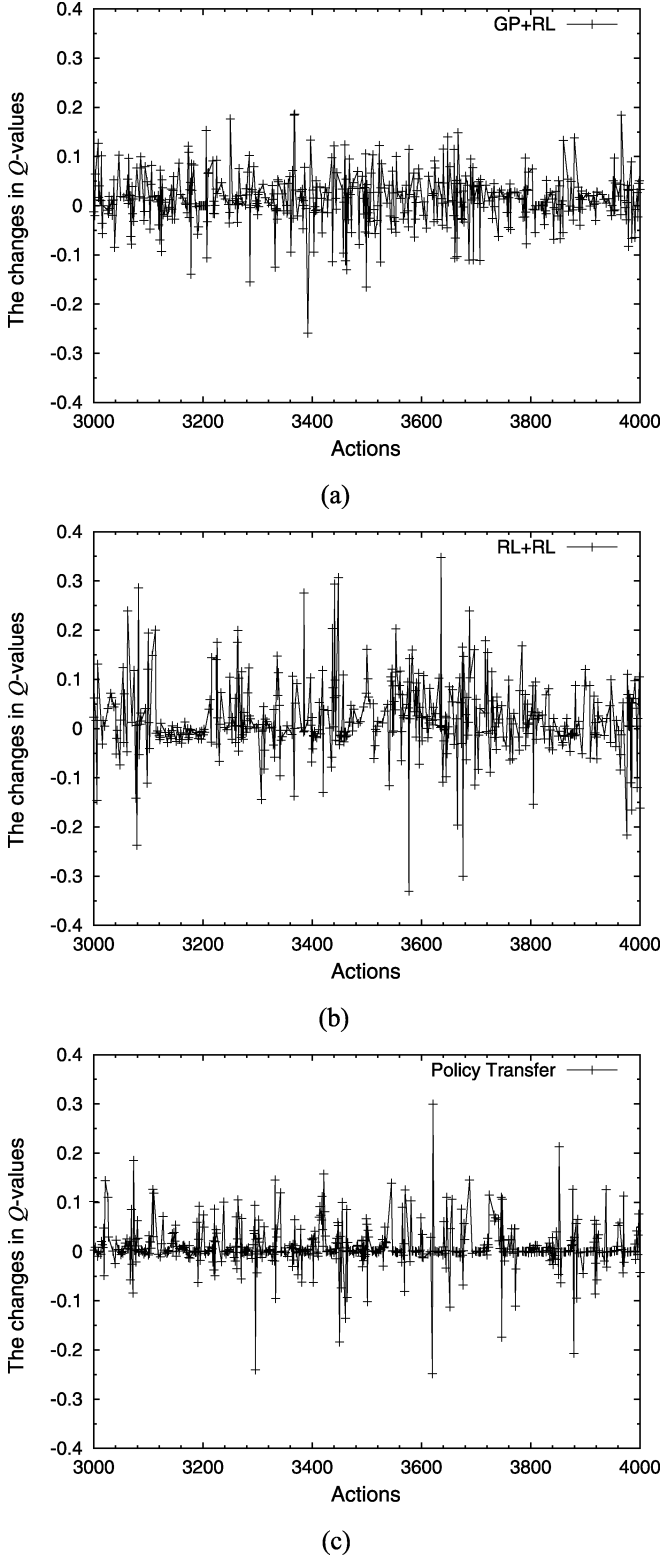 0.4
GP+RL
0.3
0.2
0.1
0
-0.1
-0.2
-0.3
-0.4
The changes in Q-values
3000 3200 3400 3600 3800 4000
Actions
(a)
0.4
RL+RL
0.3
0.2
0.1
0
-0.1
-0.2
-0.3
-0.4
The changes in Q-values
3000 3200 3400 3600 3800 4000
Actions
(b)
0.4
Policy Transfer
0.3
0.2
0.1
0
-0.1
-0.2
-0.3
-0.4
The changes in Q-values
3000 3200 3400 3600 3800 4000
Actions
(c)